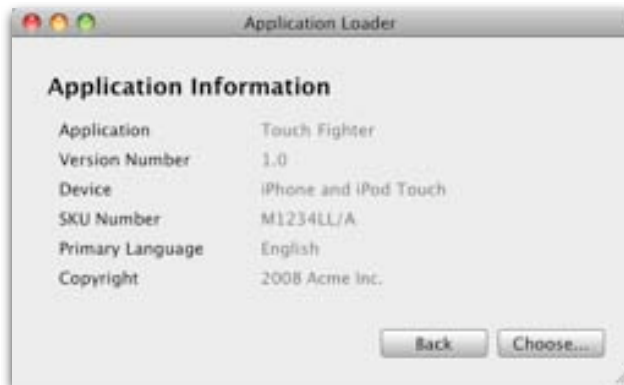 Application Loader
Application Information
Application Touch Fighter
Version Number 1.0
Device iPhone and iPod Touch
SKU Number M1234LL/A
Primary Language English
Copyright 2008 Acme Inc.
Back Choose...